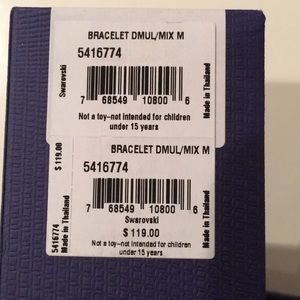 BRACELET DMUL/MIX M
5416774
Swarovski
7 68549 10800 6
Made in Thailand
Not a toy-not intended for children
under 15 years
BRACELET DMUL/MIX M
5416774
$ 119.00
5416774
Made in Thailand
7 68549 10800 6
Swarovski
$ 119.00
Not a toy-not intended for children
under 15 years